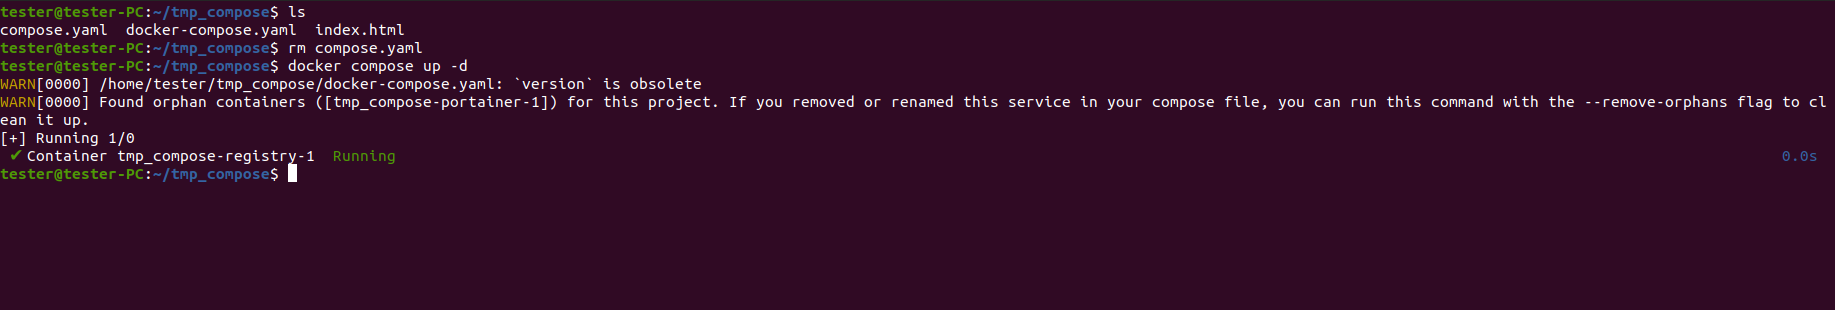 tester@tester-PC:~/tmp_compose$ ls
compose.yaml  docker-compose.yaml  index.html
tester@tester-PC:~/tmp_compose$ rm compose.yaml
tester@tester-PC:~/tmp_compose$ docker compose up -d
WARN[0000] /home/tester/tmp_compose/docker-compose.yaml: `version` is obsolete
WARN[0000] Found orphan containers ([tmp_compose-portainer-1]) for this project. If you removed or renamed this service in your compose file, you can run this command with the --remove-orphans flag to cl
ean it up.
[+] Running 1/0
 ✔ Container tmp_compose-registry-1  Running 0.0s
tester@tester-PC:~/tmp_compose$